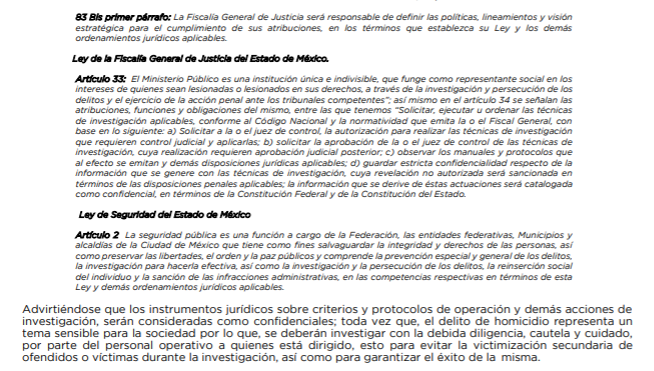 83 Bis primer párrafo: La Fiscalía General de Justicia será responsable de definir las políticas, lineamientos y visión
estratégica para el cumplimiento de sus atribuciones, en los términos que establezca su Ley y los demás
ordenamientos jurídicos aplicables.
Ley de la Fiscalía General de Justicia del Estado de México.
Artículo 33: El Ministerio Público es una institución única e indivisible, que funge como representante social en los
intereses de quienes sean lesionados o lesionados en sus derechos, a través de la investigación y persecución de los
delitos y el ejercicio de la acción penal ante los tribunales competentes"; así mismo en el artículo 34 se señalan las
atribuciones, funciones y obligaciones del mismo, entre las que tenemos "Solicitar, ejecutar u ordenar las técnicas
de investigación aplicables, conforme al Código Nacional y la normatividad que emita la o el Fiscal General, con
base en lo siguiente: a) Solicitar a la o el juez de control, la autorización para realizar las técnicas de investigación
que requieren control judicial y aplicarlas; b) solicitar la aprobación de la o el juez de control de las técnicas de
investigación, cuya realización requieren aprobación judicial posterior; c) observar los manuales y protocolos que
al efecto se emitan y demás disposiciones jurídicas aplicables; d) guardar estricta confidencialidad respecto de la
información que se genere con las técnicas de investigación, cuya revelación no autorizada será sancionada en
términos de las disposiciones penales aplicables; la información que se derive de éstas actuaciones será catalogada
como confidencial, en términos de la Constitución Federal y de la Constitución del Estado.
Ley de Seguridad del Estado de México
Artículo 2 La seguridad pública es una función a cargo de la Federación, las entidades federativas, Municipios y
alcaldías de la Ciudad de México que tiene como fines salvaguardar la integridad y derechos de las personas, así
como preservar las libertades, el orden y la paz públicos y comprende la prevención especial y general de los delitos,
la investigación para hacerla efectiva, así como la investigación y la persecución de los delitos, la reinserción social
del individuo y la sanción de las infracciones administrativas, en las competencias respectivas en términos de esta
Ley y demás ordenamientos jurídicos aplicables.
Advirtiéndose que los instrumentos jurídicos sobre criterios y protocolos de operación y demás acciones de
investigación, serán consideradas como confidenciales; toda vez que, el delito de homicidio representa un
tema sensible para la sociedad por lo que, se deberán investigar con la debida diligencia, cautela y cuidado,
por parte del personal operativo a quienes está dirigido, esto para evitar la victimización secundaria de
ofendidos o víctimas durante la investigación, así como para garantizar el éxito de la misma.